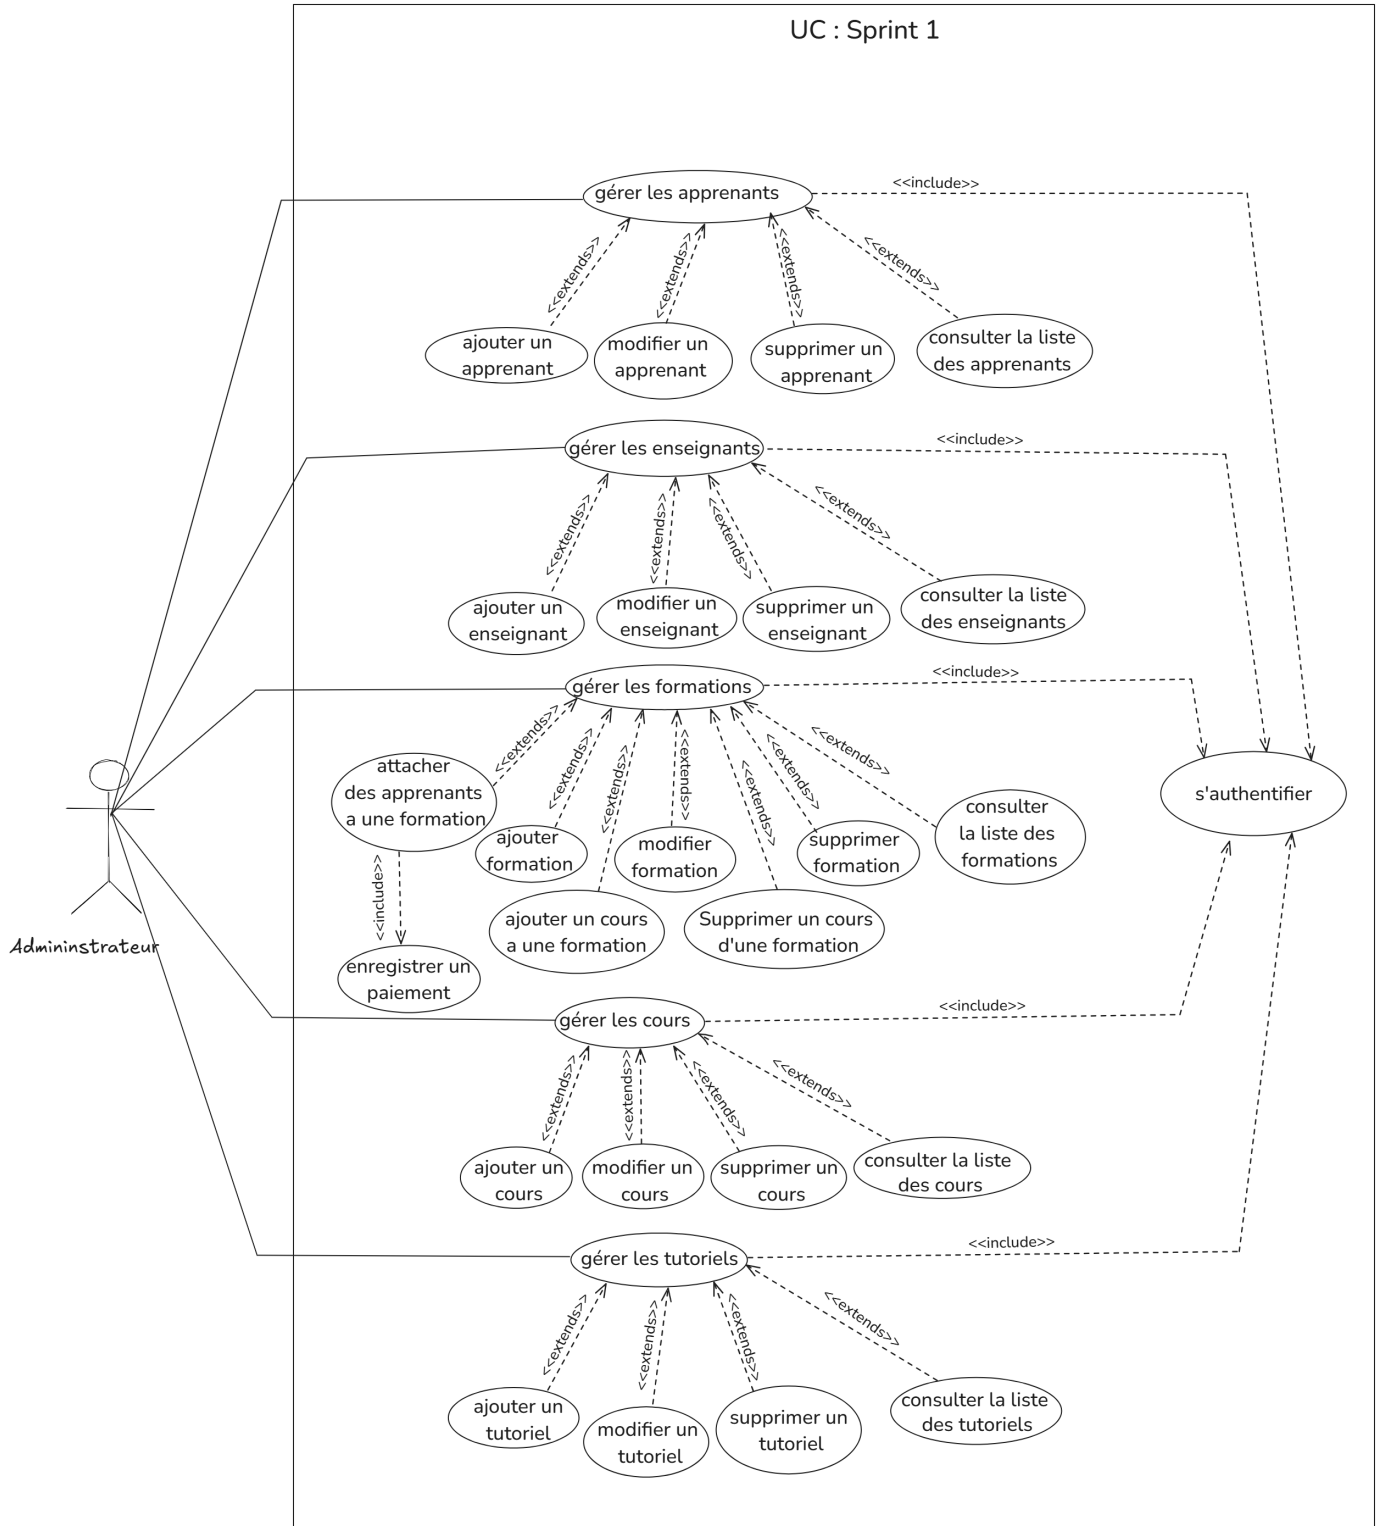 UC : Sprint 1
gérer les apprenants
<<include>>
<<extends>>
<<extends>>
<<extends>>
<<extends>>
ajouter un
apprenant
modifier un
apprenant
supprimer un
apprenant
consulter la liste
des apprenants
gérer les enseignants
<<include>>
<<extends>>
<<extends>>
<<extends>>
<<extends>>
ajouter un
enseignant
modifier un
enseignant
supprimer un
enseignant
consulter la liste
des enseignants
gérer les formations
<<include>>
<<extends>>
<<extends>>
<<extends>>
<<extends>>
<<extends>>
<<extends>>
<<extends>>
attacher
des apprenants
a une formation
ajouter
formation
modifier
formation
supprimer
formation
consulter
la liste des
formations
s'authentifier
<<include>>
ajouter un cours
a une formation
Supprimer un cours
d'une formation
Admininstrateur
enregistrer un
paiement
gérer les cours
<<include>>
<<extends>>
<<extends>>
<<extends>>
<<extends>>
ajouter un
cours
modifier un
cours
supprimer un
cours
consulter la liste
des cours
gérer les tutoriels
<<include>>
<<extends>>
<<extends>>
<<extends>>
<<extends>>
ajouter un
tutoriel
modifier un
tutoriel
supprimer un
tutoriel
consulter la liste
des tutoriels